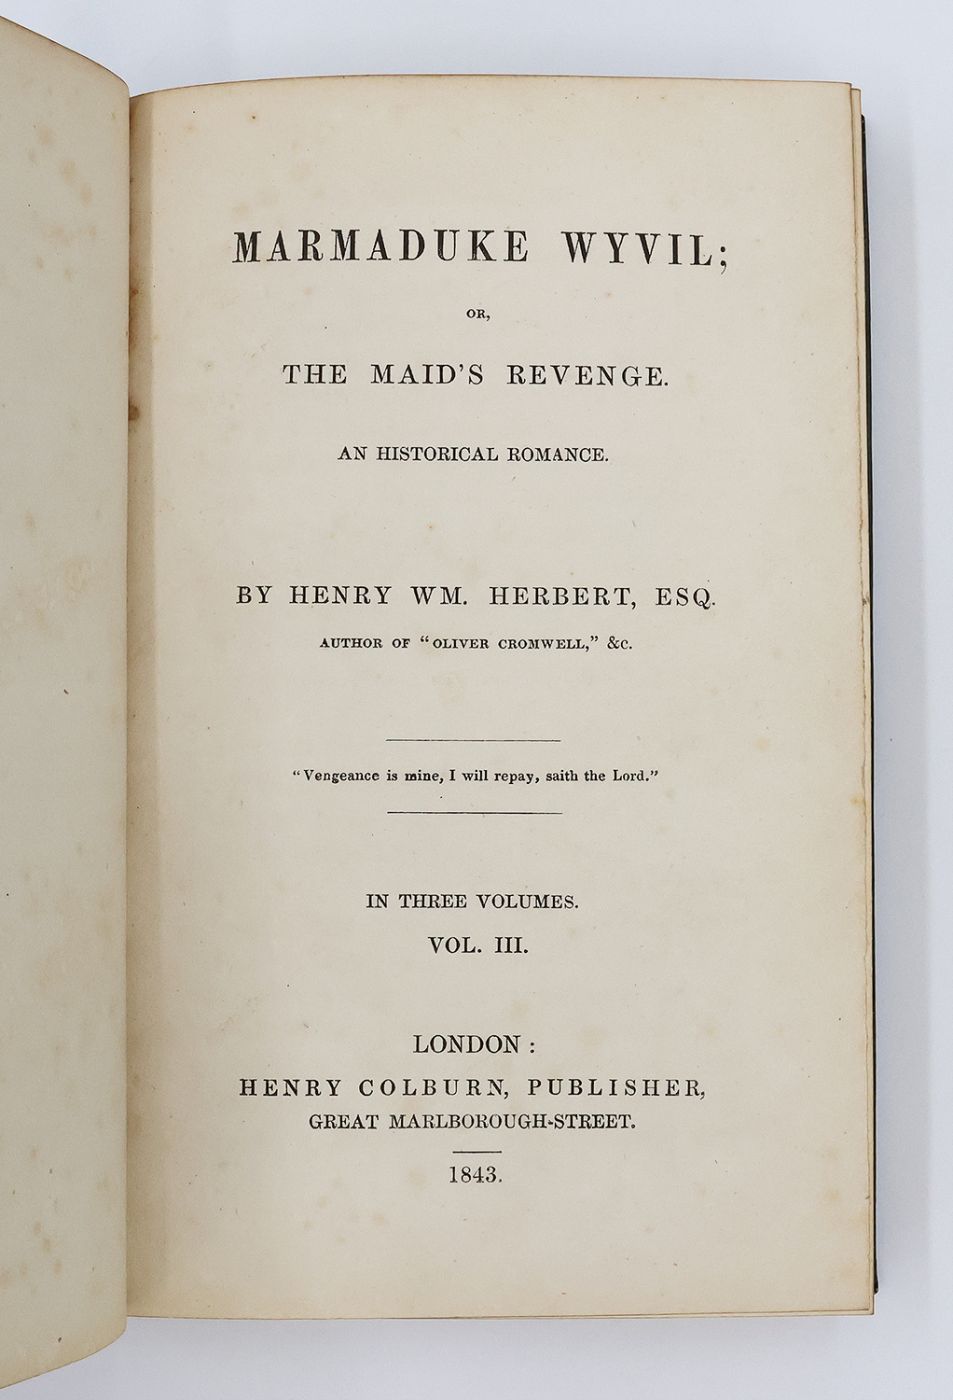 MARMADUKE WYVIL;
OR,
THE MAID'S REVENGE.
AN HISTORICAL ROMANCE.
BY HENRY WM. HERBERT, ESQ.
AUTHOR OF "OLIVER CROMWELL," &C.
"Vengeance is mine, I will repay, saith the Lord."
IN THREE VOLUMES.
VOL. III.
LONDON:
HENRY COLBURN, PUBLISHER,
GREAT MARLBOROUGH-STREET.
1843.